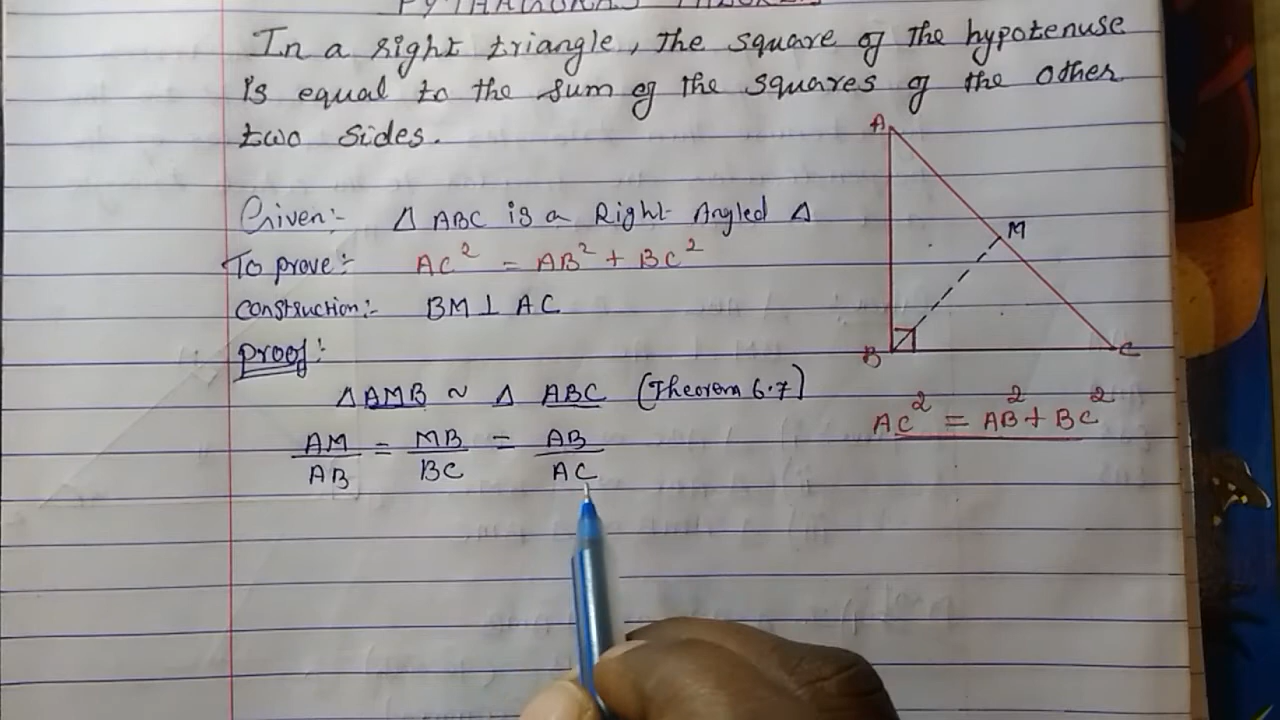 PYTHAGORAS THEOREM
In a right triangle, the square of the hypotenuse
is equal to the sum of the squares of the other
two sides.
Given:- Δ ABC is a Right Angled Δ
To prove:- AC² = AB² + BC²
construction:- BM ⊥ AC
Proof:
Δ AMB ~ Δ ABC (Theorem 6.7)
AM/AB = MB/BC = AB/AC
A
M
B
C
AC² = AB² + BC²